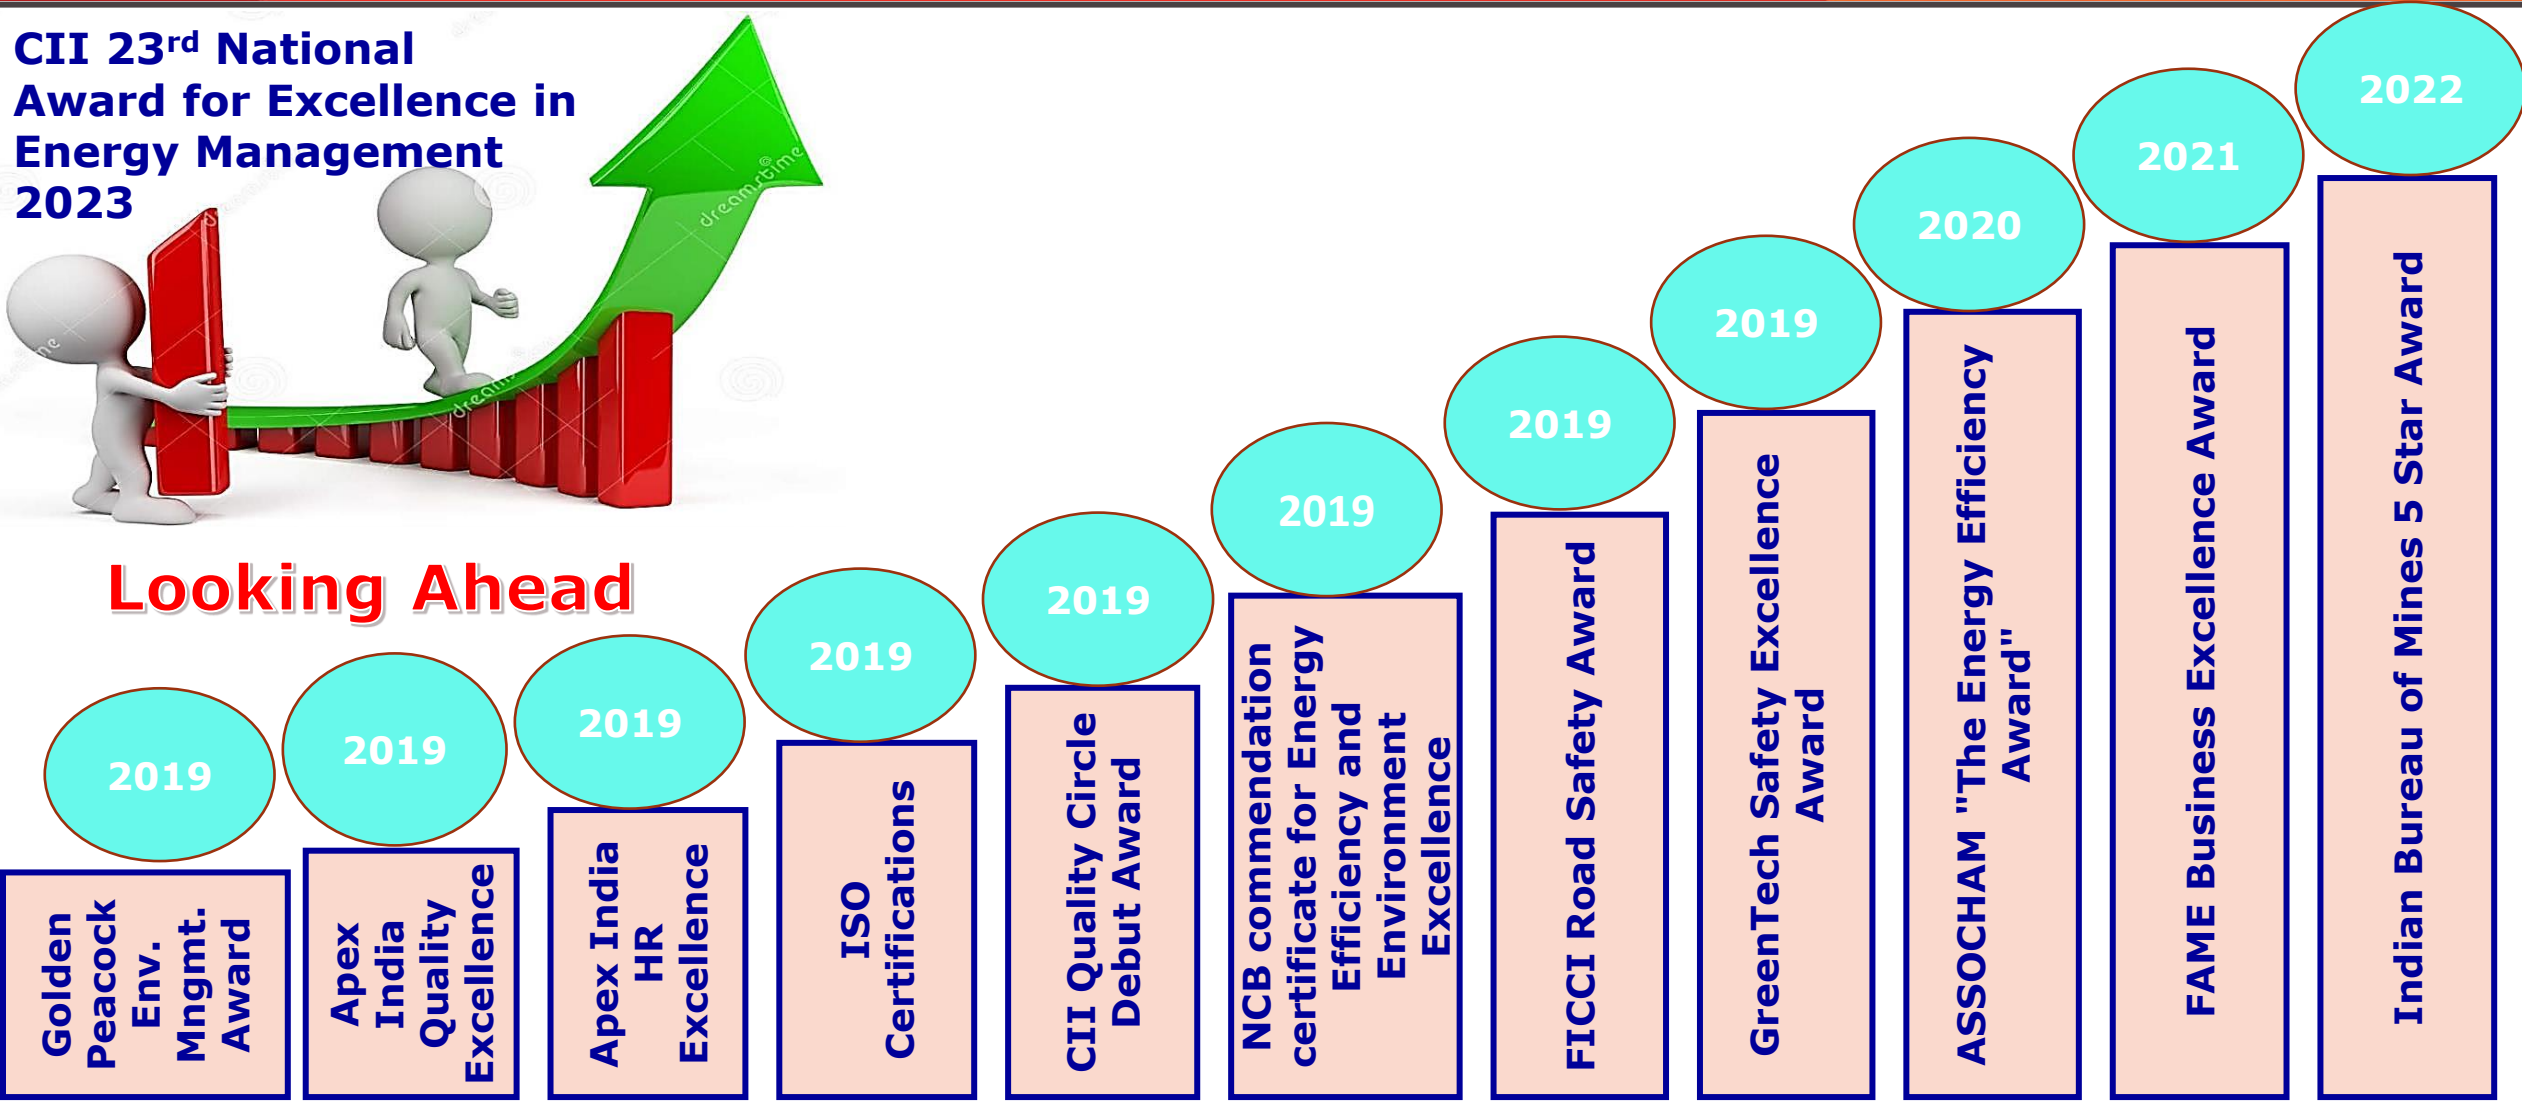 CII 23rd National
Award for Excellence in
Energy Management
2023
dreamstime
dreams
Looking Ahead
2019
Golden
Peacock
Env.
Mngmt.
Award
2019
Apex
India
Quality
Excellence
2019
Apex India
HR
Excellence
2019
ISO
Certifications
2019
CII Quality Circle
Debut Award
2019
NCB commendation
certificate for Energy
Efficiency and
Environment
Excellence
2019
FICCI Road Safety Award
2019
GreenTech Safety Excellence
Award
2020
ASSOCHAM "The Energy Efficiency
Award"
2021
FAME Business Excellence Award
2022
Indian Bureau of Mines 5 Star Award